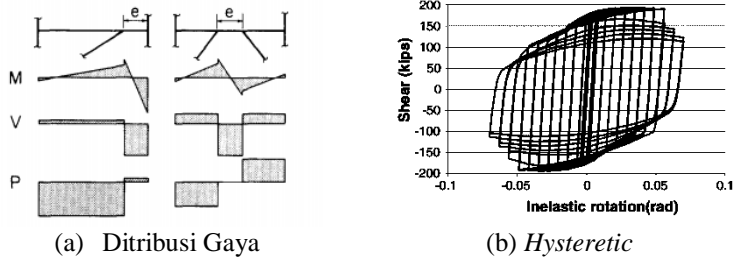 e e
M
V
P
200
150
100
50
0
-50
-100
-150
-200
Shear (kips)
-0.1 -0.05 0 0.05 0.1
Inelastic rotation(rad)
(a) Ditribusi Gaya
(b) Hysteretic